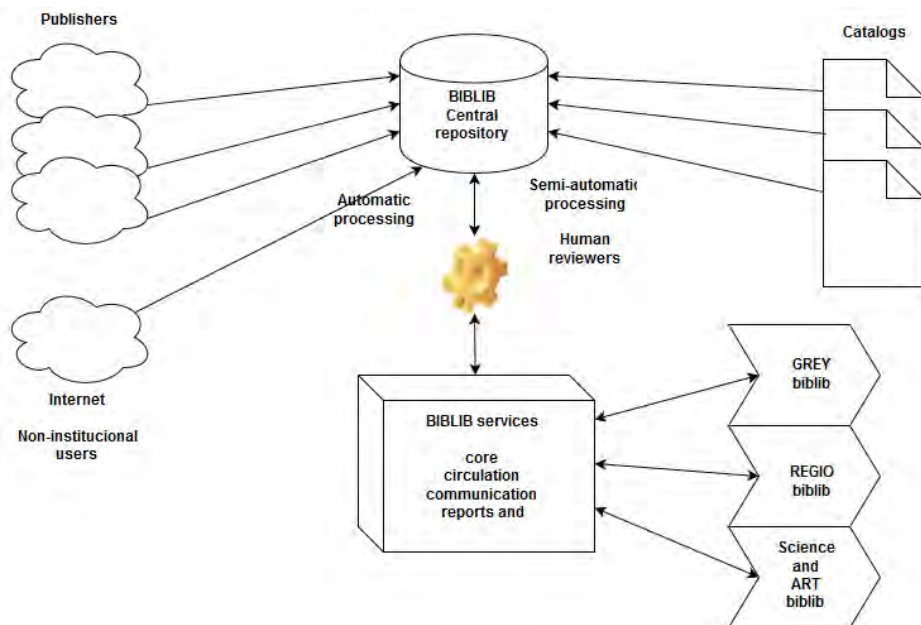 Publishers
Catalogs
BIBLIB
Central
repository
Automatic
processing
Semi-automatic
processing
Human
reviewers
Internet
Non-institucional
users
BIBLIB services
core
circulation
communication
reports and
GREY
biblib
REGIO
biblib
Science
and
ART
biblib